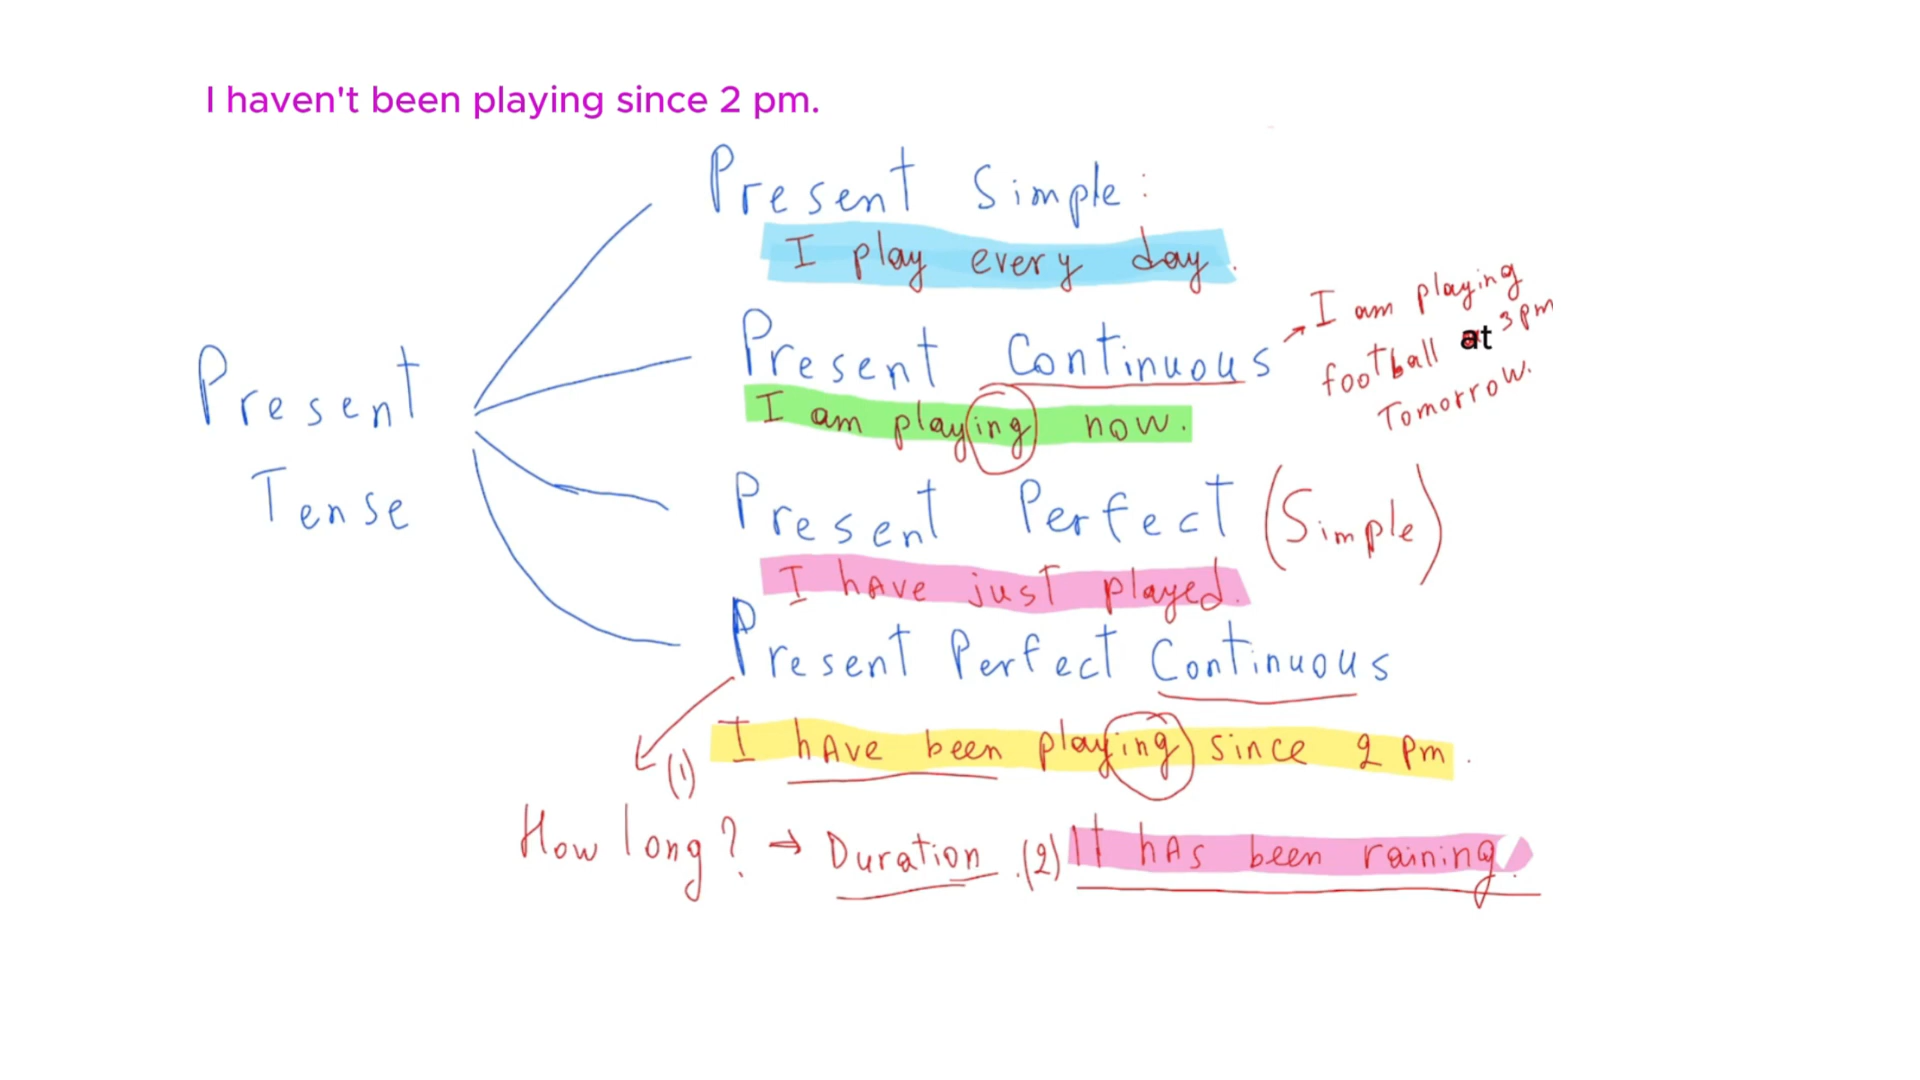 I haven't been playing since 2 pm.
Present Simple:
I play every day.
Present Continuous
I am playing
football at 3 pm
Tomorrow.
I am playing now.
Present
Tense
Present Perfect (Simple)
I have just played.
Present Perfect Continuous
(1) I have been playing since 2 pm.
How long? → Duration. (2) It has been raining.